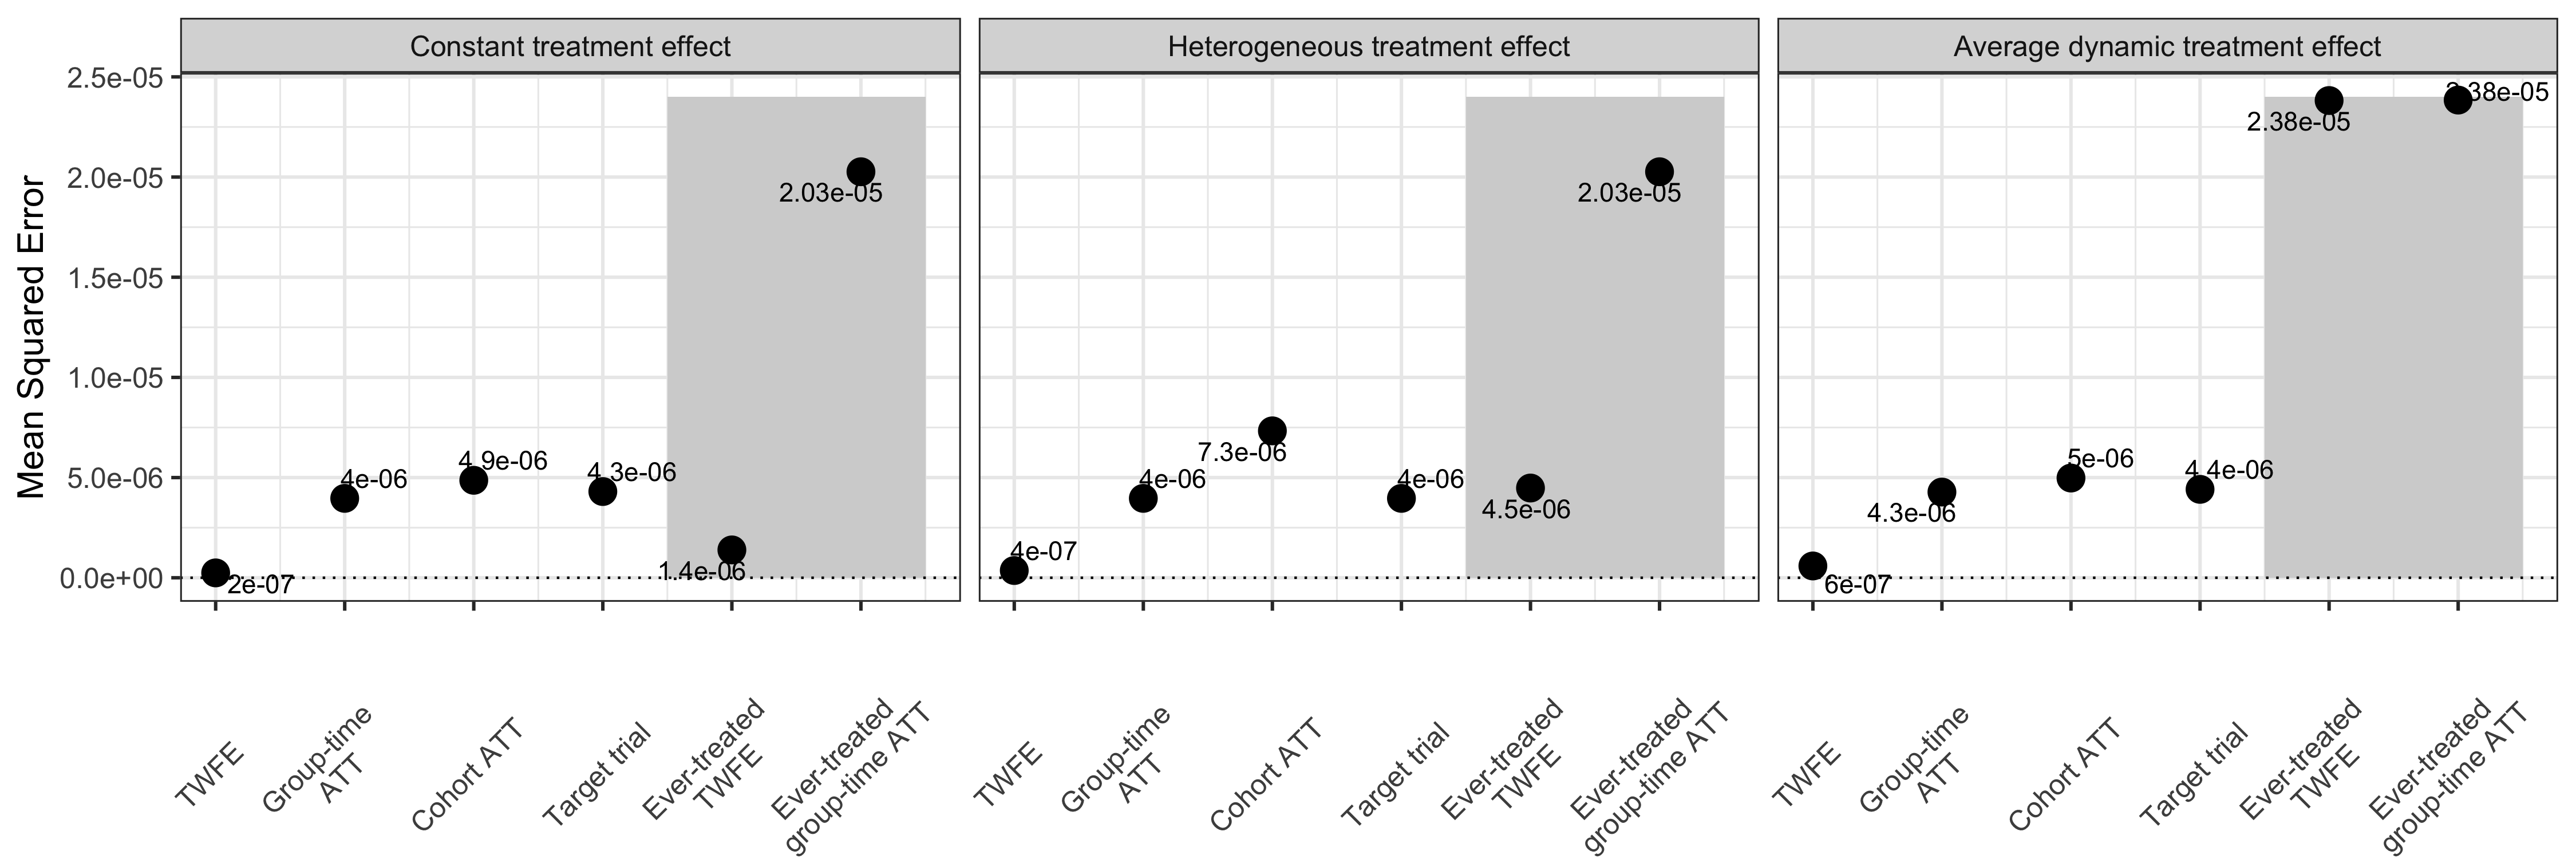 Constant treatment effect
Heterogeneous treatment effect
Average dynamic treatment effect
Mean Squared Error
2.5e-05
2.0e-05
1.5e-05
1.0e-05
5.0e-06
0.0e+00
2e-07
4e-06
4.9e-06
4.3e-06
1.4e-06
2.03e-05
4e-07
4e-06
7.3e-06
4e-06
4.5e-06
2.03e-05
6e-07
4.3e-06
5e-06
4.4e-06
2.38e-05
2.38e-05
TWFE
Group-time
ATT
Cohort ATT
Target trial
Ever-treated
TWFE
Ever-treated
group-time ATT
TWFE
Group-time
ATT
Cohort ATT
Target trial
Ever-treated
TWFE
Ever-treated
group-time ATT
TWFE
Group-time
ATT
Cohort ATT
Target trial
Ever-treated
TWFE
Ever-treated
group-time ATT